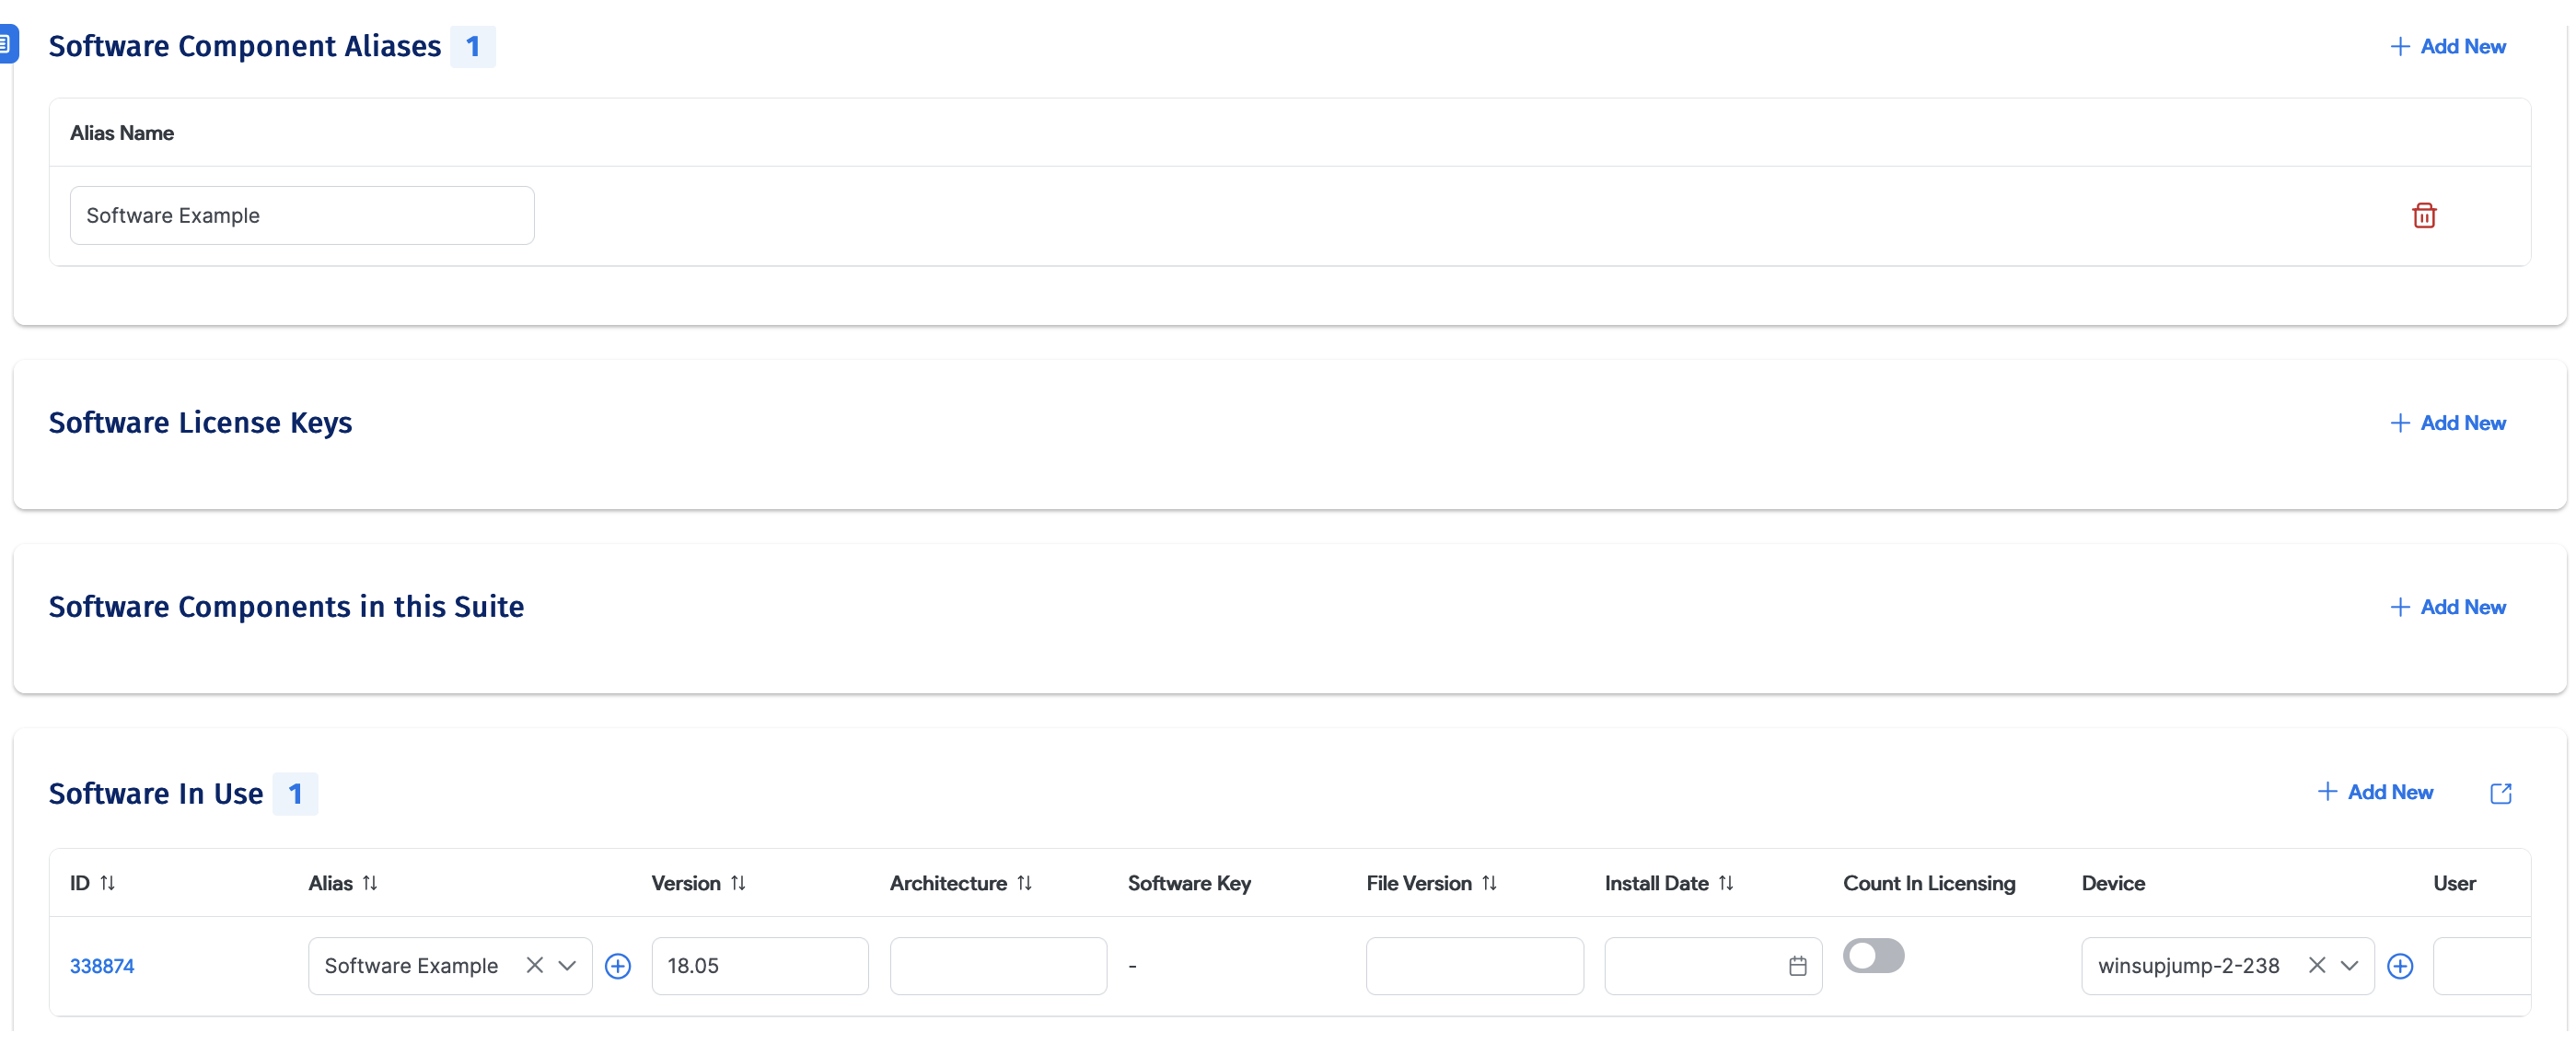 Software Component Aliases 1
Add New
Alias Name
Software Example
Software License Keys
Add New
Software Components in this Suite
Add New
Software In Use 1
Add New
ID Alias Version Architecture Software Key File Version Install Date Count In Licensing Device User
338874 Software Example 18.05 - winsupjump-2-238